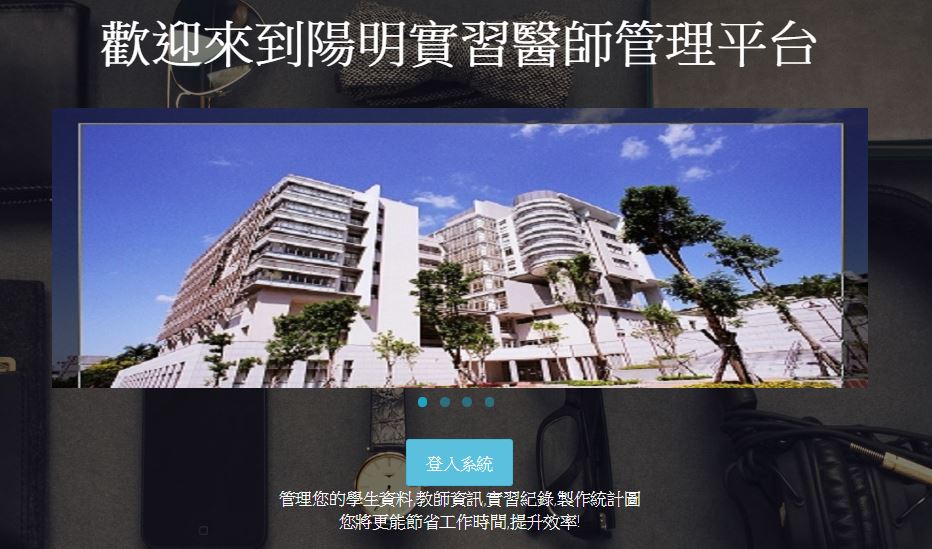 歡迎來到陽明實習醫師管理平台
登入系統
管理您的學生資料,教師資訊,實習紀錄,製作統計圖
您將更能節省工作時間,提升效率!